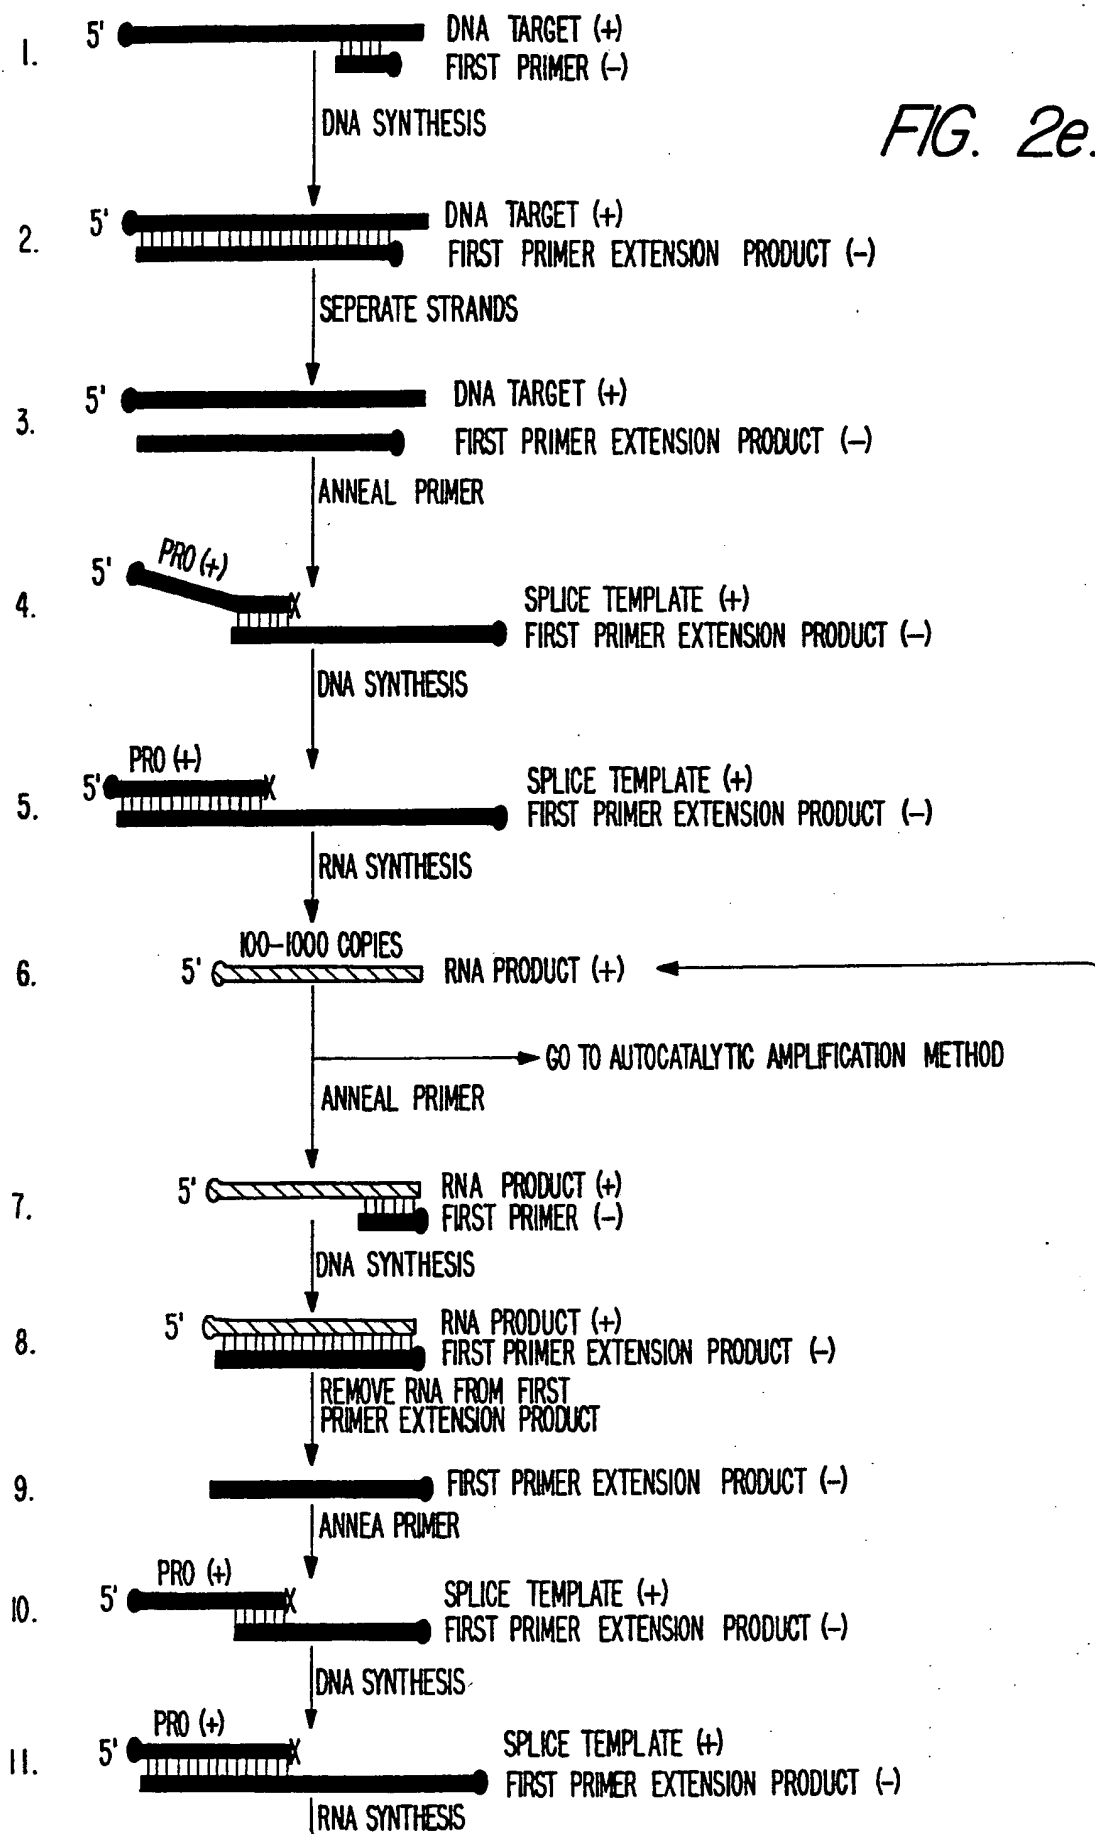 FIG. 2e.
1.
5'
DNA TARGET (+)
FIRST PRIMER (-)
DNA SYNTHESIS
2.
5'
DNA TARGET (+)
FIRST PRIMER EXTENSION PRODUCT (-)
SEPERATE STRANDS
3.
5'
DNA TARGET (+)
FIRST PRIMER EXTENSION PRODUCT (-)
ANNEAL PRIMER
4.
5'
PRO (+)
X
SPLICE TEMPLATE (+)
FIRST PRIMER EXTENSION PRODUCT (-)
DNA SYNTHESIS
5.
5'
PRO (+)
X
SPLICE TEMPLATE (+)
FIRST PRIMER EXTENSION PRODUCT (-)
RNA SYNTHESIS
100-1000 COPIES
6.
5'
RNA PRODUCT (+)
GO TO AUTOCATALYTIC AMPLIFICATION METHOD
ANNEAL PRIMER
7.
5'
RNA PRODUCT (+)
FIRST PRIMER (-)
DNA SYNTHESIS
8.
5'
RNA PRODUCT (+)
FIRST PRIMER EXTENSION PRODUCT (-)
REMOVE RNA FROM FIRST
PRIMER EXTENSION PRODUCT
9.
FIRST PRIMER EXTENSION PRODUCT (-)
ANNEA PRIMER
10.
5'
PRO (+)
X
SPLICE TEMPLATE (+)
FIRST PRIMER EXTENSION PRODUCT (-)
DNA SYNTHESIS
11.
5'
PRO (+)
X
SPLICE TEMPLATE (+)
FIRST PRIMER EXTENSION PRODUCT (-)
RNA SYNTHESIS